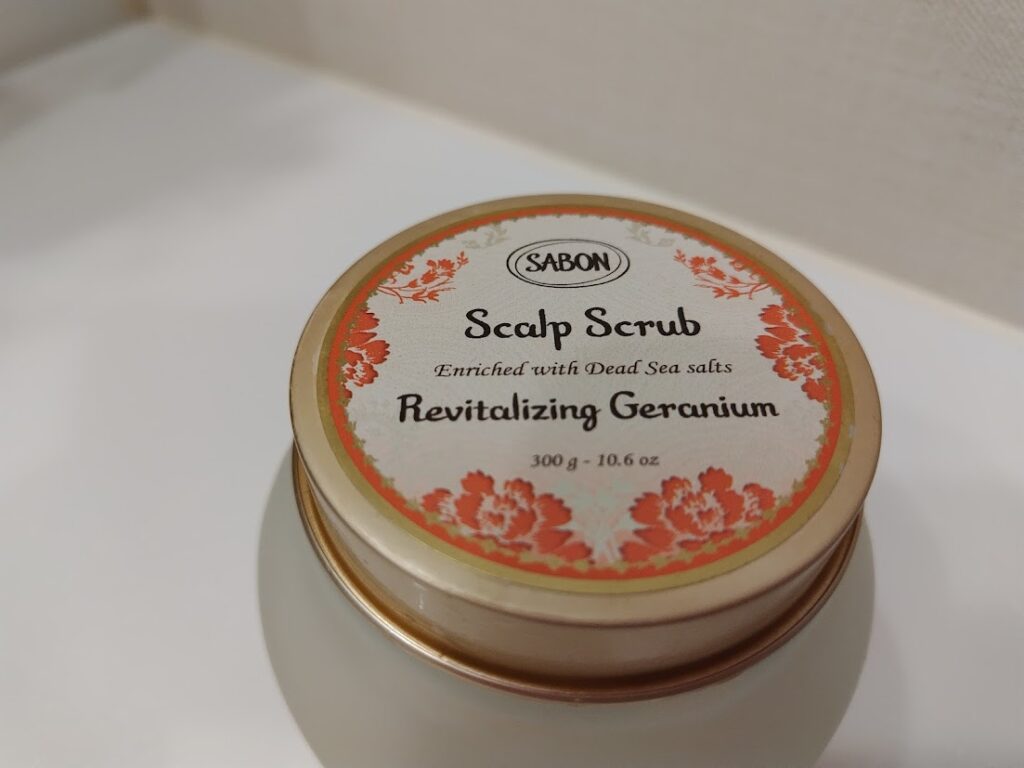 SABON
Scalp Scrub
Enriched with Dead Sea salts
Revitalizing Geranium
300 g - 10.6 oz